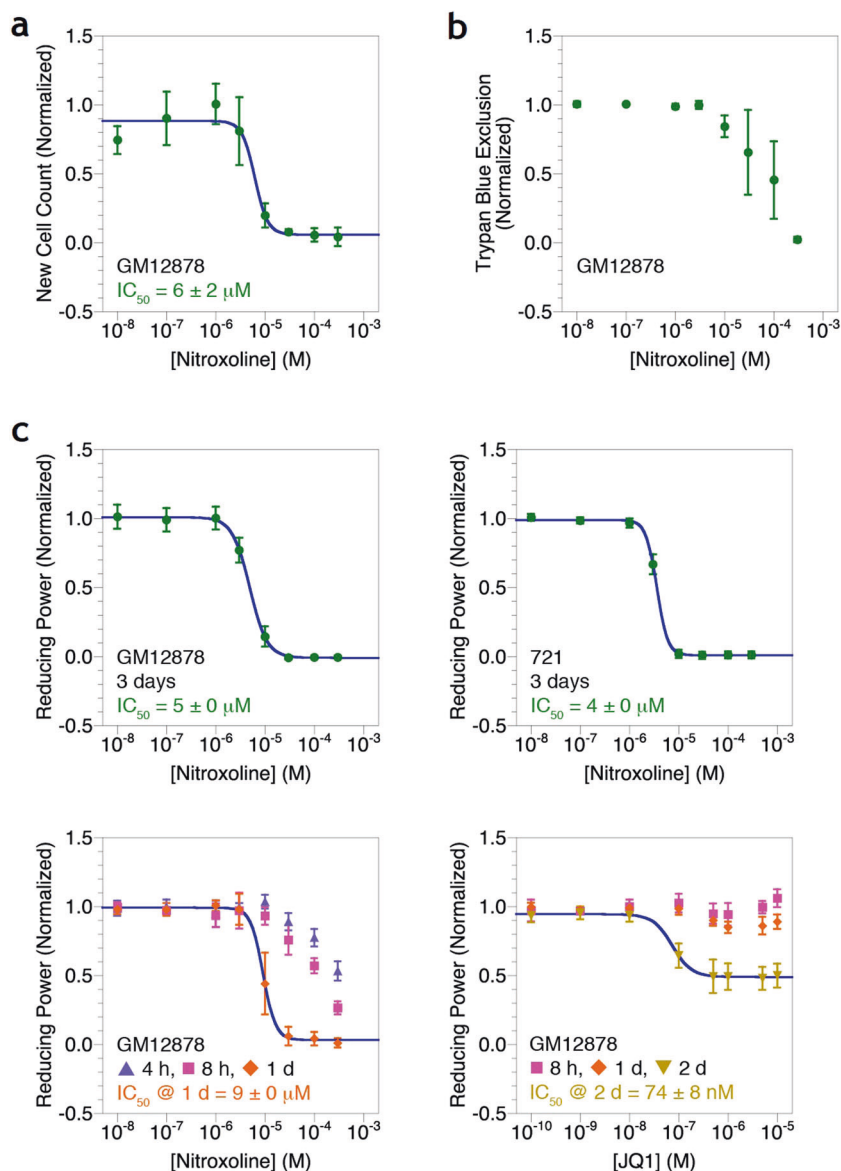 a
1.5
1.0
0.5
0.0
-0.5
New Cell Count (Normalized)
GM12878
IC50 = 6 ± 2 μM
10-8 10-7 10-6 10-5 10-4 10-3
[Nitroxoline] (M)
b
1.5
1.0
0.5
0.0
-0.5
Trypan Blue Exclusion
(Normalized)
GM12878
10-8 10-7 10-6 10-5 10-4 10-3
[Nitroxoline] (M)
c
1.5
1.0
0.5
0.0
-0.5
Reducing Power (Normalized)
GM12878
3 days
IC50 = 5 ± 0 μM
10-8 10-7 10-6 10-5 10-4 10-3
[Nitroxoline] (M)
1.5
1.0
0.5
0.0
-0.5
Reducing Power (Normalized)
721
3 days
IC50 = 4 ± 0 μM
10-8 10-7 10-6 10-5 10-4 10-3
[Nitroxoline] (M)
1.5
1.0
0.5
0.0
-0.5
Reducing Power (Normalized)
GM12878
4 h, 8 h, 1 d
IC50 @ 1 d = 9 ± 0 μM
10-8 10-7 10-6 10-5 10-4 10-3
[Nitroxoline] (M)
1.5
1.0
0.5
0.0
-0.5
Reducing Power (Normalized)
GM12878
8 h, 1 d, 2 d
IC50 @ 2 d = 74 ± 8 nM
10-10 10-9 10-8 10-7 10-6 10-5
[JQ1] (M)